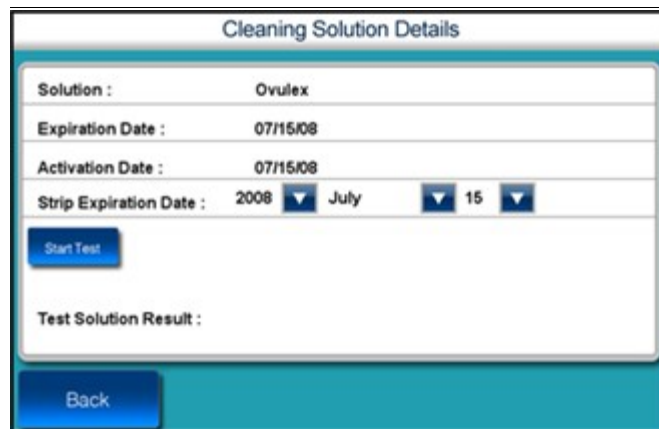 Cleaning Solution Details
Solution : Ovulex
Expiration Date : 07/15/08
Activation Date : 07/15/08
Strip Expiration Date : 2008 July 15
Start Test
Test Solution Result :
Back